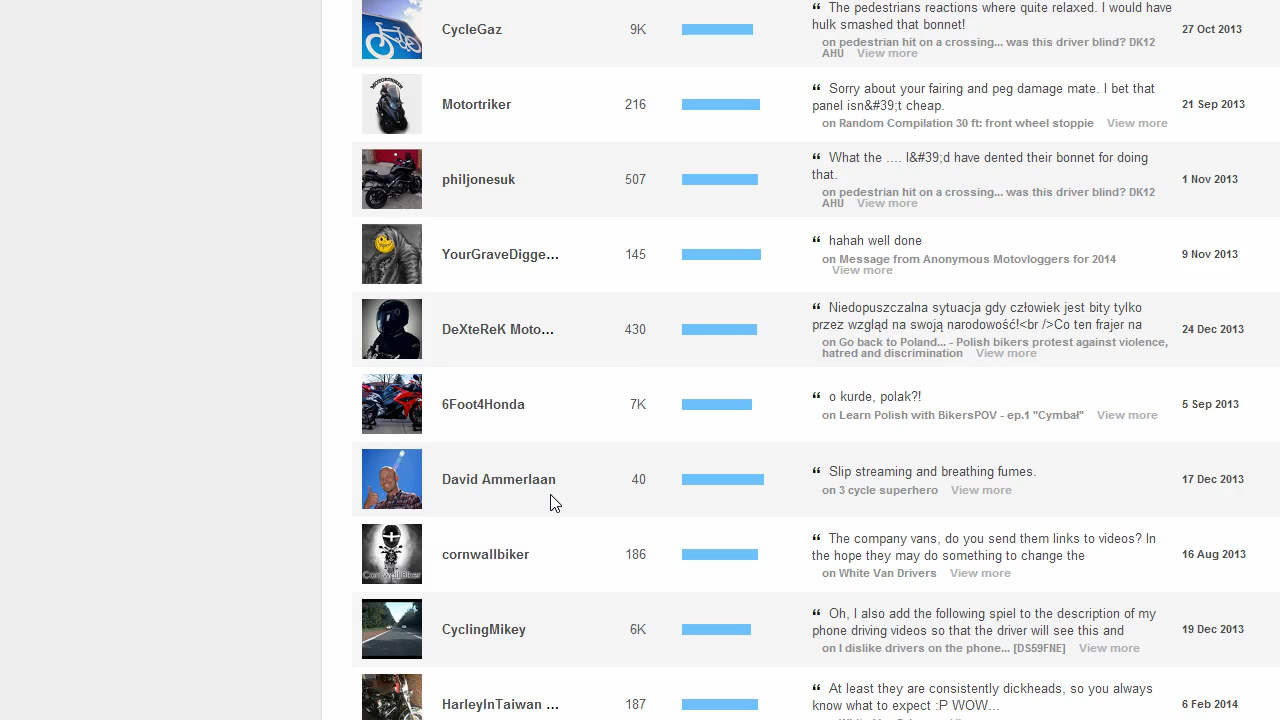 The pedestrians reactions where quite relaxed. I would have
CycleGaz 9K hulk smashed that bonnet! 27 Oct 2013
on pedestrian hit on a crossing... was this driver blind? DK12
AHU View more
MOTORTRIKER
Sorry about your fairing and peg damage mate. I bet that
Motortriker 216 panel isn&#39;t cheap. 21 Sep 2013
on Random Compilation 30 ft: front wheel stoppie View more
What the .... I&#39;d have dented their bonnet for doing
philjonesuk 507 that. 1 Nov 2013
on pedestrian hit on a crossing... was this driver blind? DK12
AHU View more
YourGraveDigge... 145 hahah well done 9 Nov 2013
on Message from Anonymous Motovloggers for 2014
View more
Niedopuszczalna sytuacja gdy człowiek jest bity tylko
DeXteReK Moto... 430 przez wzgląd na swoją narodowość!<br />Co ten frajer na 24 Dec 2013
on Go back to Poland... - Polish bikers protest against violence,
hatred and discrimination View more
6Foot4Honda 7K o kurde, polak?! 5 Sep 2013
on Learn Polish with BikersPOV - ep.1 "Cymbał" View more
David Ammerlaan 40 Slip streaming and breathing fumes. 17 Dec 2013
on 3 cycle superhero View more
The company vans, do you send them links to videos? In
cornwallbiker 186 the hope they may do something to change the 16 Aug 2013
CornwallBiker on White Van Drivers View more
Oh, I also add the following spiel to the description of my
CyclingMikey 6K phone driving videos so that the driver will see this and 19 Dec 2013
on I dislike drivers on the phone... [DS59FNE] View more
least they are consistently dickheads, so you always
HarleyInTaiwan ... 187 know what to expect :P WOW... 6 Feb 2014